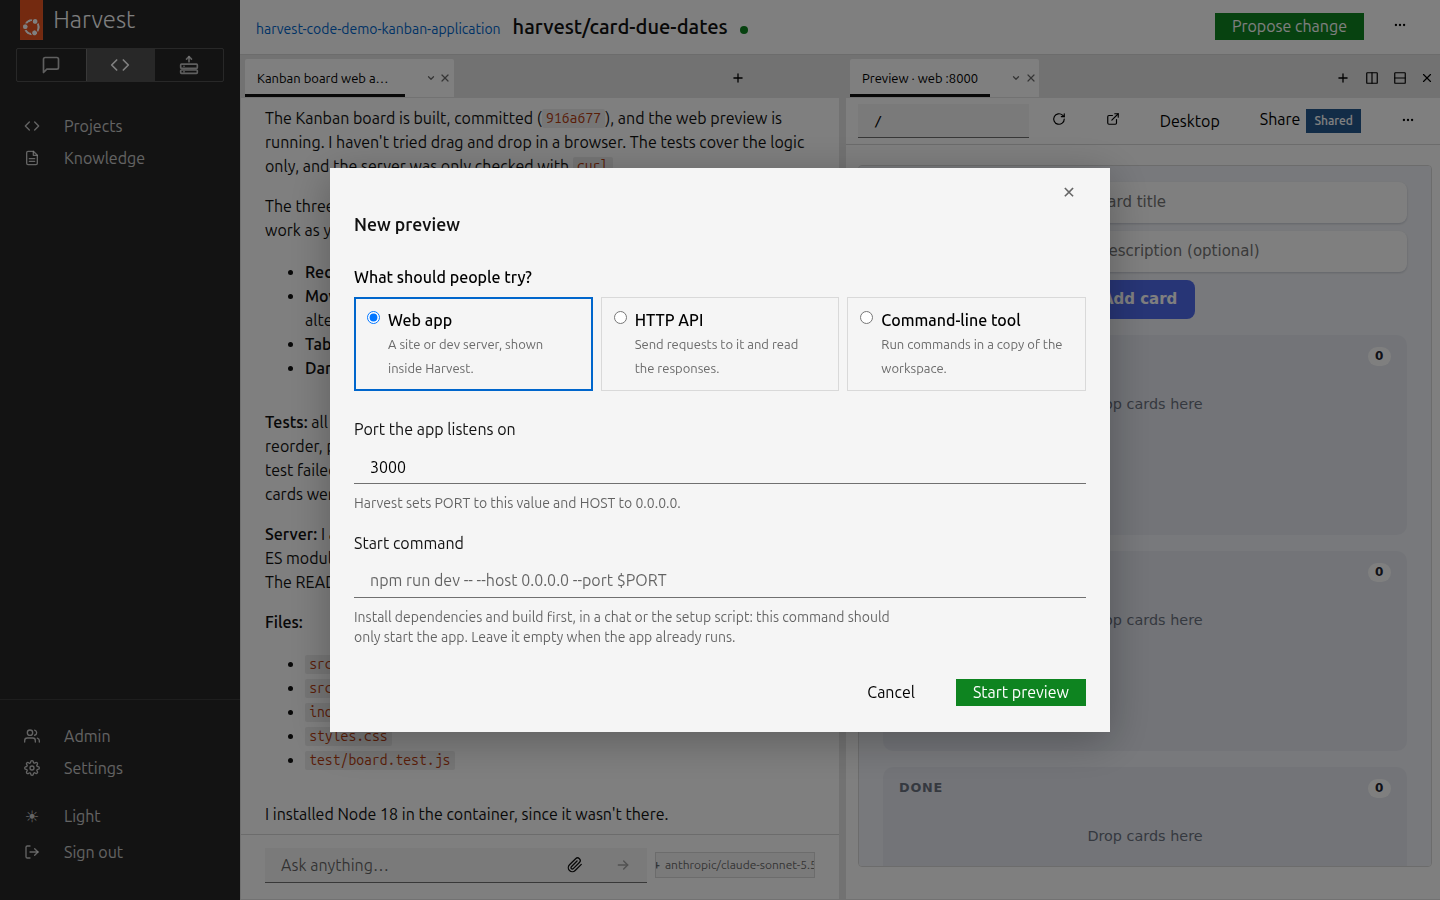 Harvest
harvest-code-demo-kanban-application
harvest/card-due-dates
Propose change
Projects
Knowledge
Admin
Settings
Light
Sign out
Kanban board web a...
The Kanban board is built, committed (916a677), and the web preview is
running. I haven't tried drag and drop in a browser. The tests cover the logic
only, and the server was only checked with curl
The three
work as
Tests: all
reorder,
test
cards
Server: I
ES
The
Files:
styles.css
test/board.test.js
I installed Node 18 in the container, since it wasn't there.
Ask anything...
anthropic/claude-sonnet-5.5
Preview · web :8000
/
Desktop
Share
Shared
title
(optional)
card
0
cards here
0
cards here
DONE
0
Drop cards here
New preview
What should people try?
Web app
A site or dev server, shown
inside Harvest.
HTTP API
Send requests to it and read
the responses.
Command-line tool
Run commands in a copy of the
workspace.
Port the app listens on
3000
Harvest sets PORT to this value and HOST to 0.0.0.0.
Start command
npm run dev -- --host 0.0.0.0 --port $PORT
Install dependencies and build first, in a chat or the setup script: this command should
only start the app. Leave it empty when the app already runs.
Cancel
Start preview